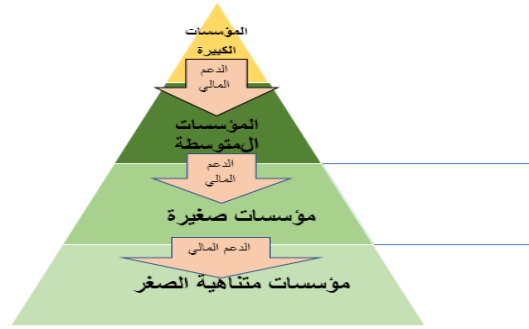 المؤسسات
الكبيرة
الدعم
المالي
المؤسسات
المتوسطة
الدعم
المالي
مؤسسات صغيرة
الدعم المالي
مؤسسات متناهية الصغر